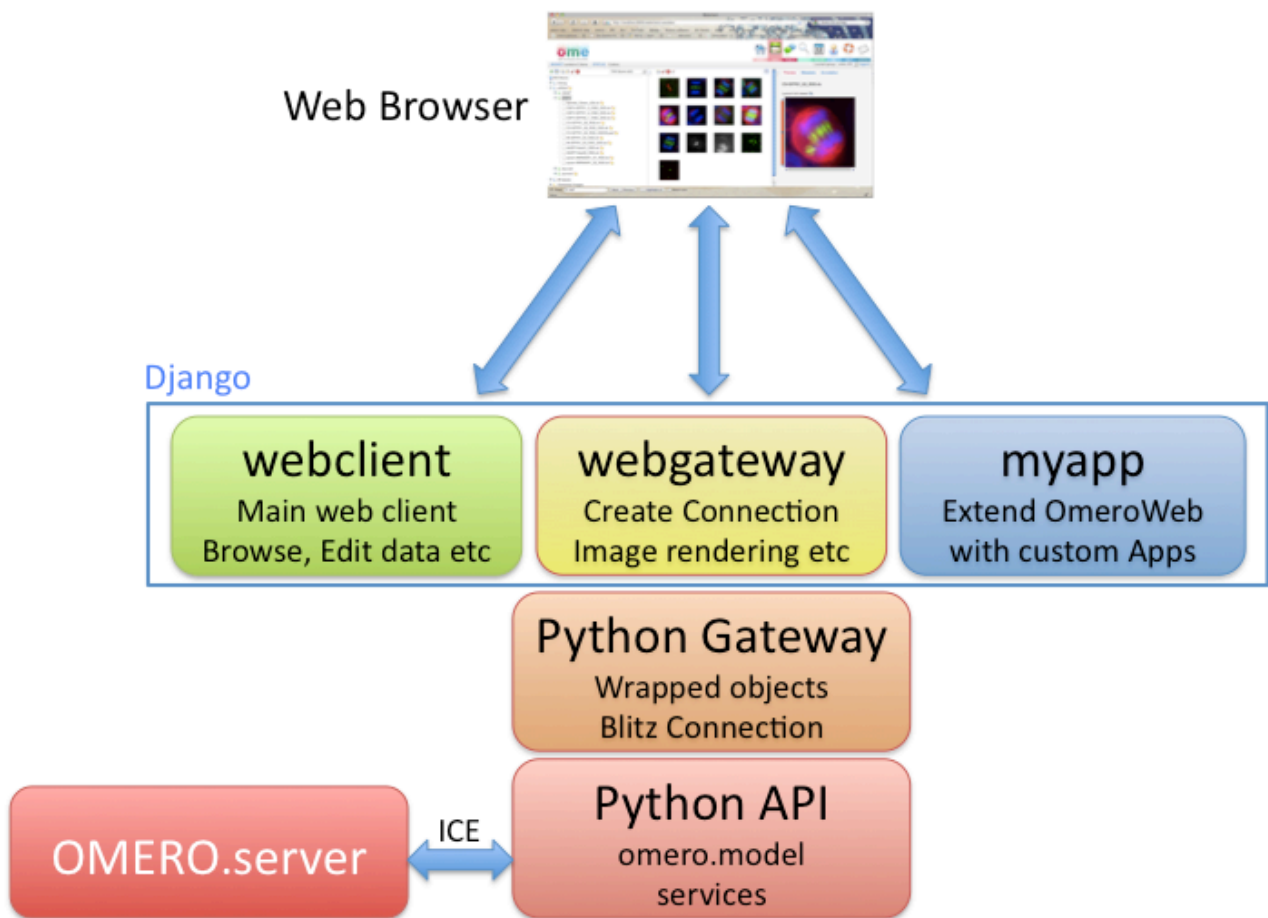 ome
Web Browser
Django
webclient
Main web client
Browse, Edit data etc
webgateway
Create Connection
Image rendering etc
myapp
Extend OmeroWeb
with custom Apps
Python Gateway
Wrapped objects
Blitz Connection
Python API
omero.model
services
ICE
OMERO.server